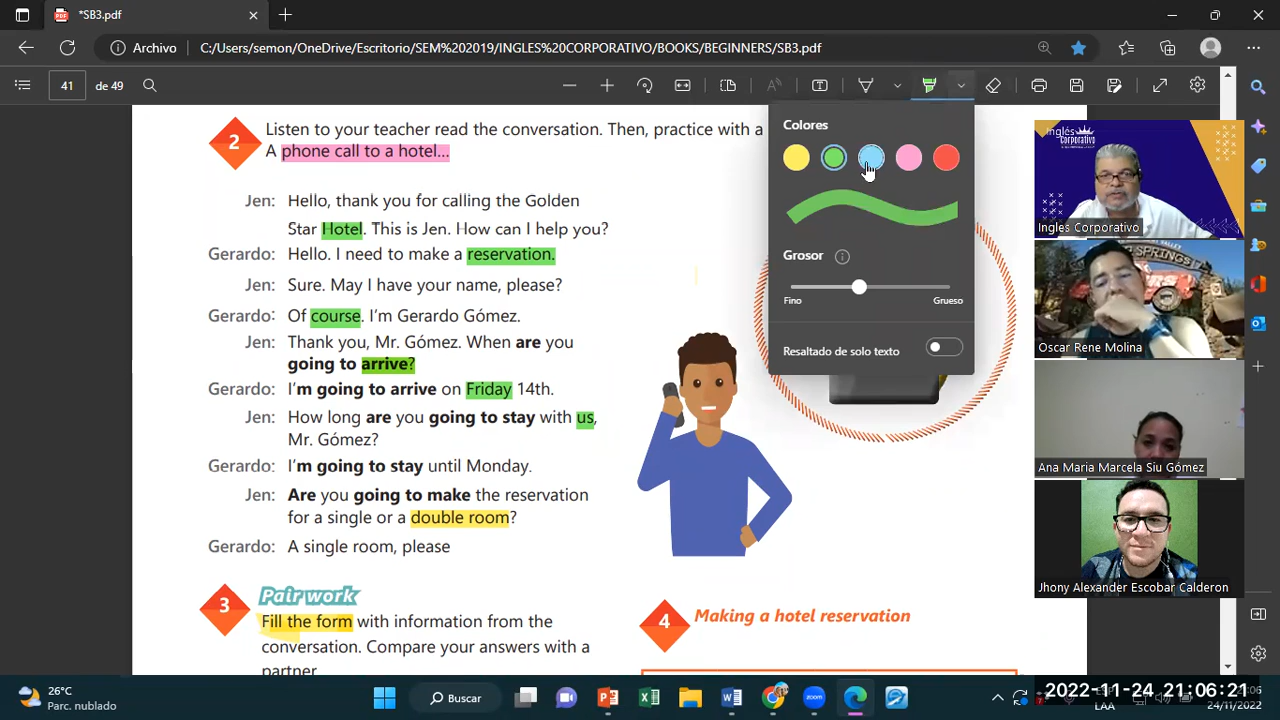 *SB3.pdf
Archivo
C:/Users/semon/OneDrive/Escritorio/SEM%202019/INGLES%20CORPORATIVO/BOOKS/BEGINNERS/SB3.pdf
41 de 49
2 Listen to your teacher read the conversation. Then, practice with a
A phone call to a hotel...
Jen: Hello, thank you for calling the Golden
Star Hotel. This is Jen. How can I help you?
Gerardo: Hello. I need to make a reservation.
Jen: Sure. May I have your name, please?
Gerardo: Of course. I'm Gerardo Gómez.
Jen: Thank you, Mr. Gómez. When are you
going to arrive?
Gerardo: I'm going to arrive on Friday 14th.
Jen: How long are you going to stay with us,
Mr. Gómez?
Gerardo: I'm going to stay until Monday.
Jen: Are you going to make the reservation
for a single or a double room?
Gerardo: A single room, please
3 Pair work
Fill the form with information from the
conversation. Compare your answers with a
partner
4 Making a hotel reservation
Colores
Grosor
Fino Grueso
Resaltado de solo texto
Inglés
Corporativo
Ingles Corporativo
Oscar Rene Molina
Ana Maria Marcela Siu Gómez
Jhony Alexander Escobar Calderon
26°C
Parc. nublado
Buscar
ESP
LAA
2022-11-24 21:06:21
24/11/2022